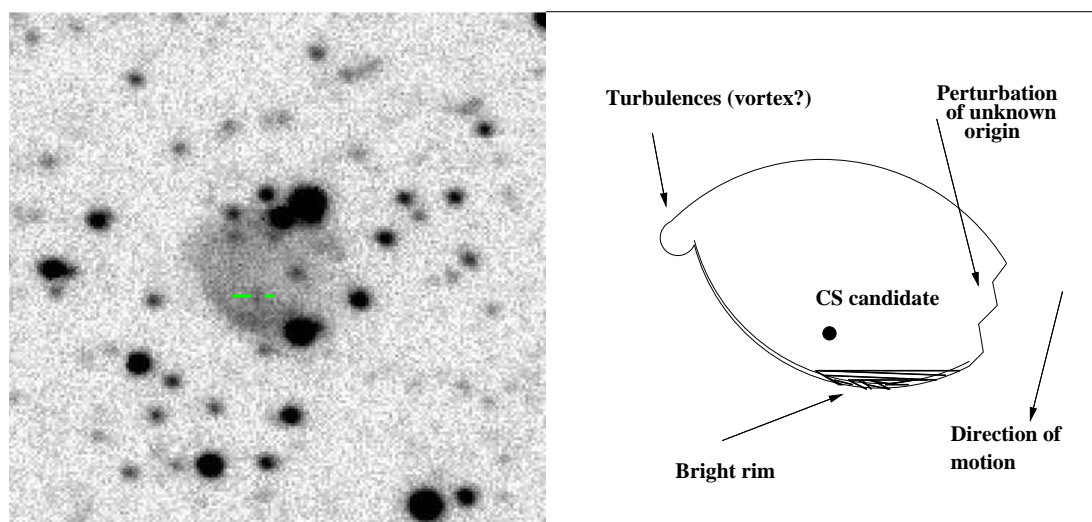 Turbulences (vortex?)
Perturbation
of unknown
origin
CS candidate
Bright rim
Direction of
motion